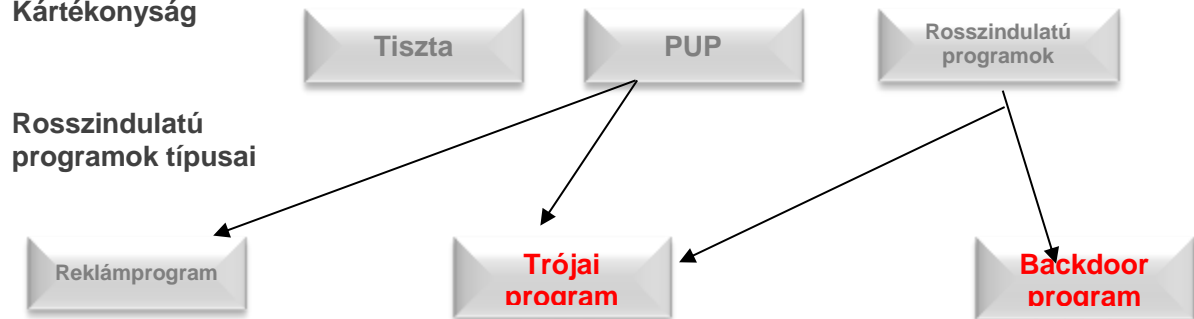 Kártékonyság
Tiszta
PUP
Rosszindulatú
programok
Rosszindulatú
programok típusai
Reklámprogram
Trójai
program
Backdoor
program